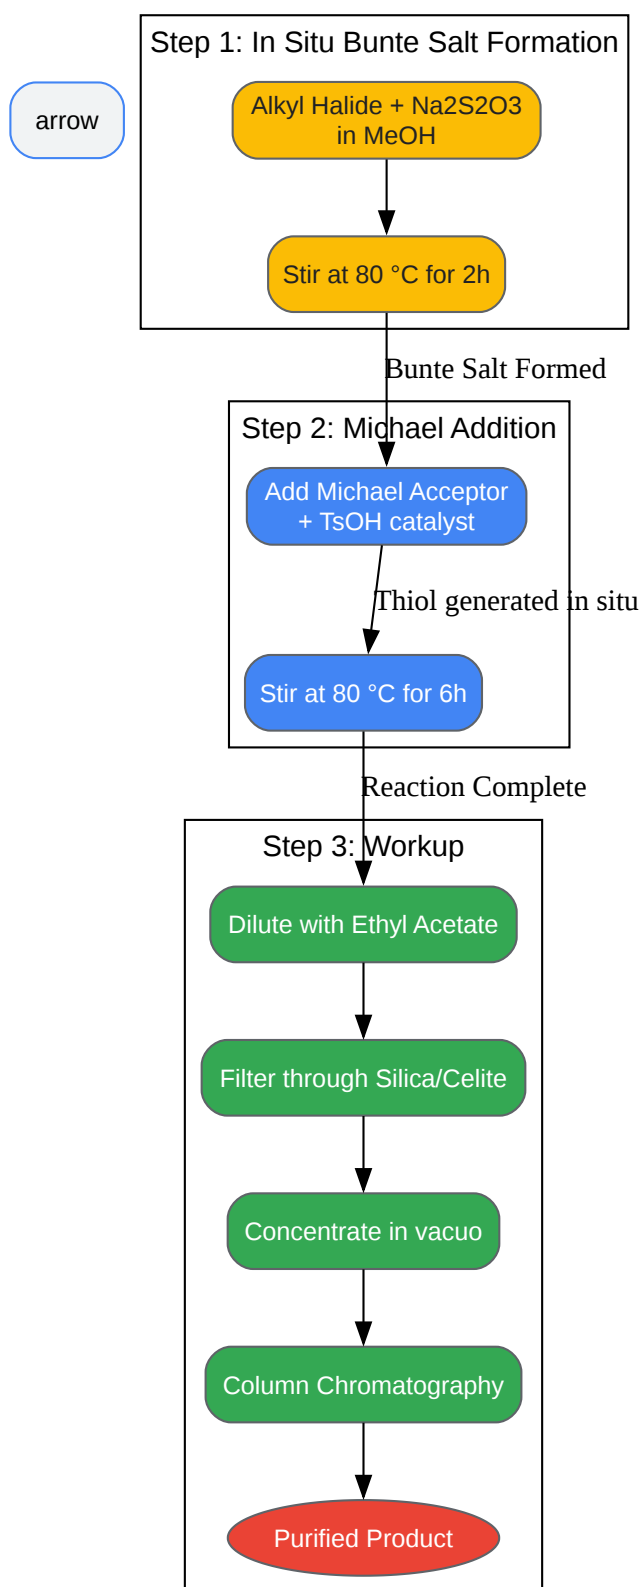 Step 1: In Situ Bunte Salt Formation
arrow
Alkyl Halide + Na2S2O3
in MeOH
Stir at 80 °C for 2h
Bunte Salt Formed
Step 2: Michael Addition
Add Michael Acceptor
+ TsOH catalyst
Thiol generated in situ
Stir at 80 °C for 6h
Reaction Complete
Step 3: Workup
Dilute with Ethyl Acetate
Filter through Silica/Celite
Concentrate in vacuo
Column Chromatography
Purified Product